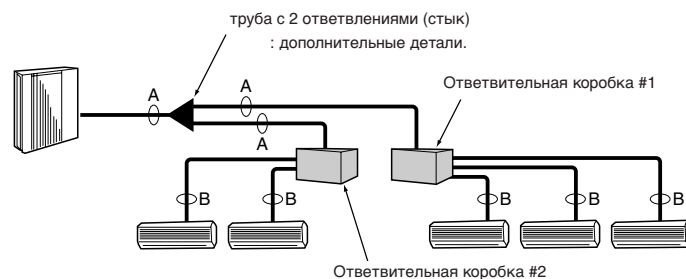 труба с 2 ответвлениями (стык)
: дополнительные детали.
Ответвительная коробка #1
A
A
A
B
B
B
B
B
Ответвительная коробка #2